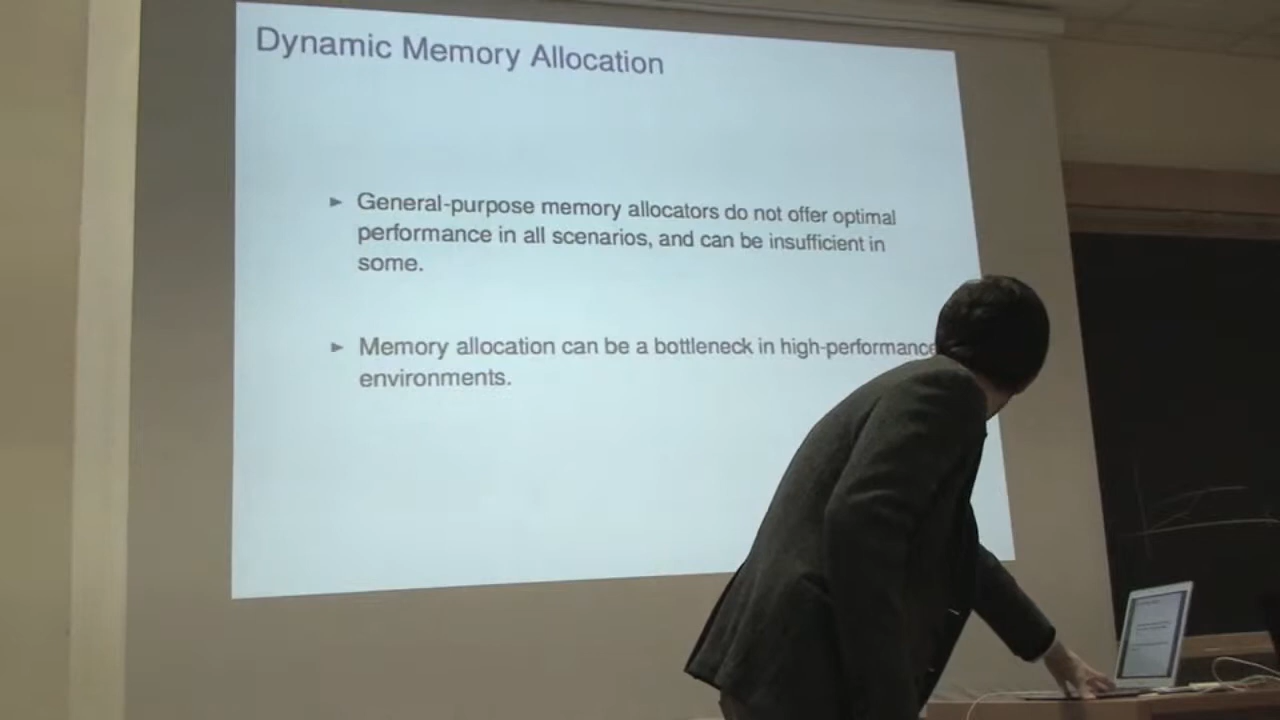 Dynamic Memory Allocation
► General-purpose memory allocators do not offer optimal
performance in all scenarios, and can be insufficient in
some.
► Memory allocation can be a bottleneck in high-performance
environments.